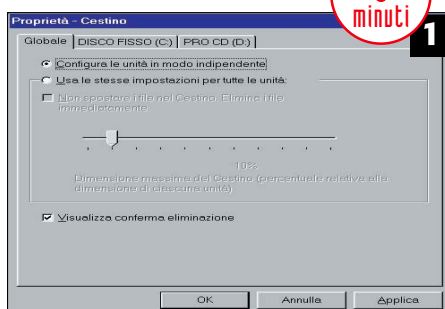 Proprietà - Cestino
minuti
1
Globale DISCO FISSO (C:) PRO CD (D:)
Configura le unità in modo indipendente
Usa le stesse impostazioni per tutte le unità:
Non spostare i file nel Cestino. Elimina i file
immediatamente.
10%
Dimensione massima del Cestino (percentuale relativa alla
dimensione di ciascuna unità)
Visualizza conferma eliminazione
OK Annulla Applica